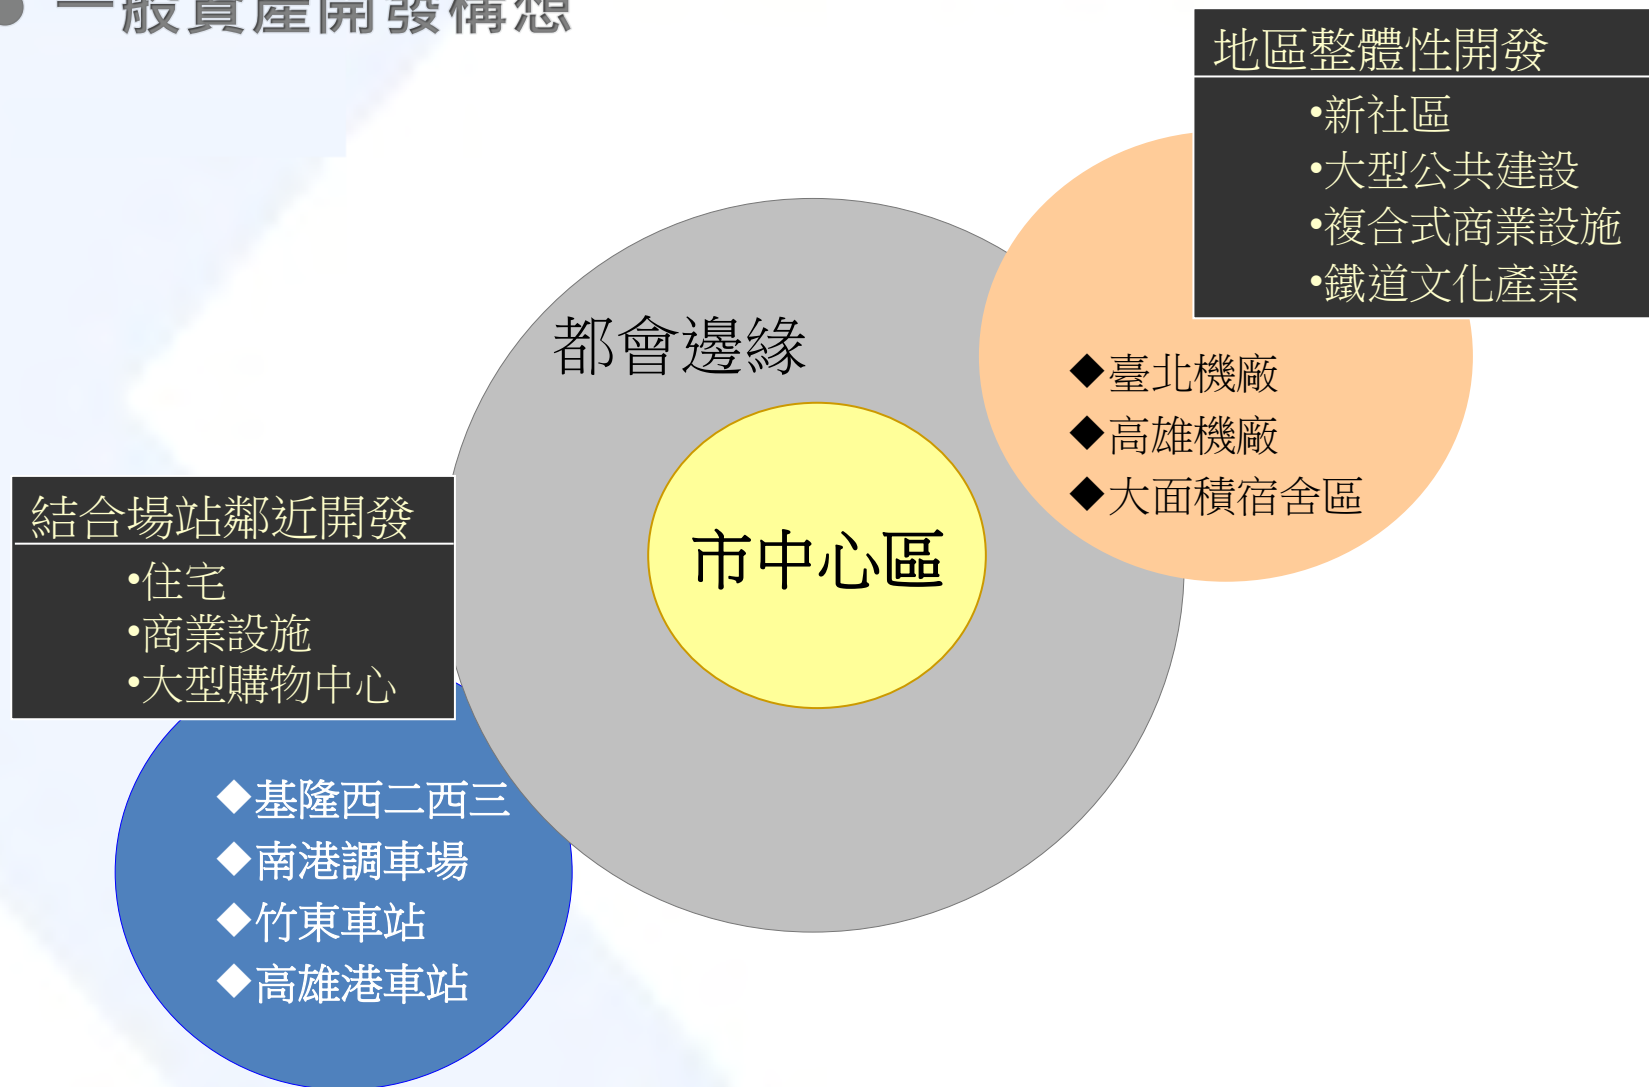 ● 一般資產開發構想
地區整體性開發
•新社區
•大型公共建設
•複合式商業設施
•鐵道文化產業
都會邊緣
◆臺北機廠
◆高雄機廠
◆大面積宿舍區
市中心區
結合場站鄰近開發
•住宅
•商業設施
•大型購物中心
◆基隆西二西三
◆南港調車場
◆竹東車站
◆高雄港車站